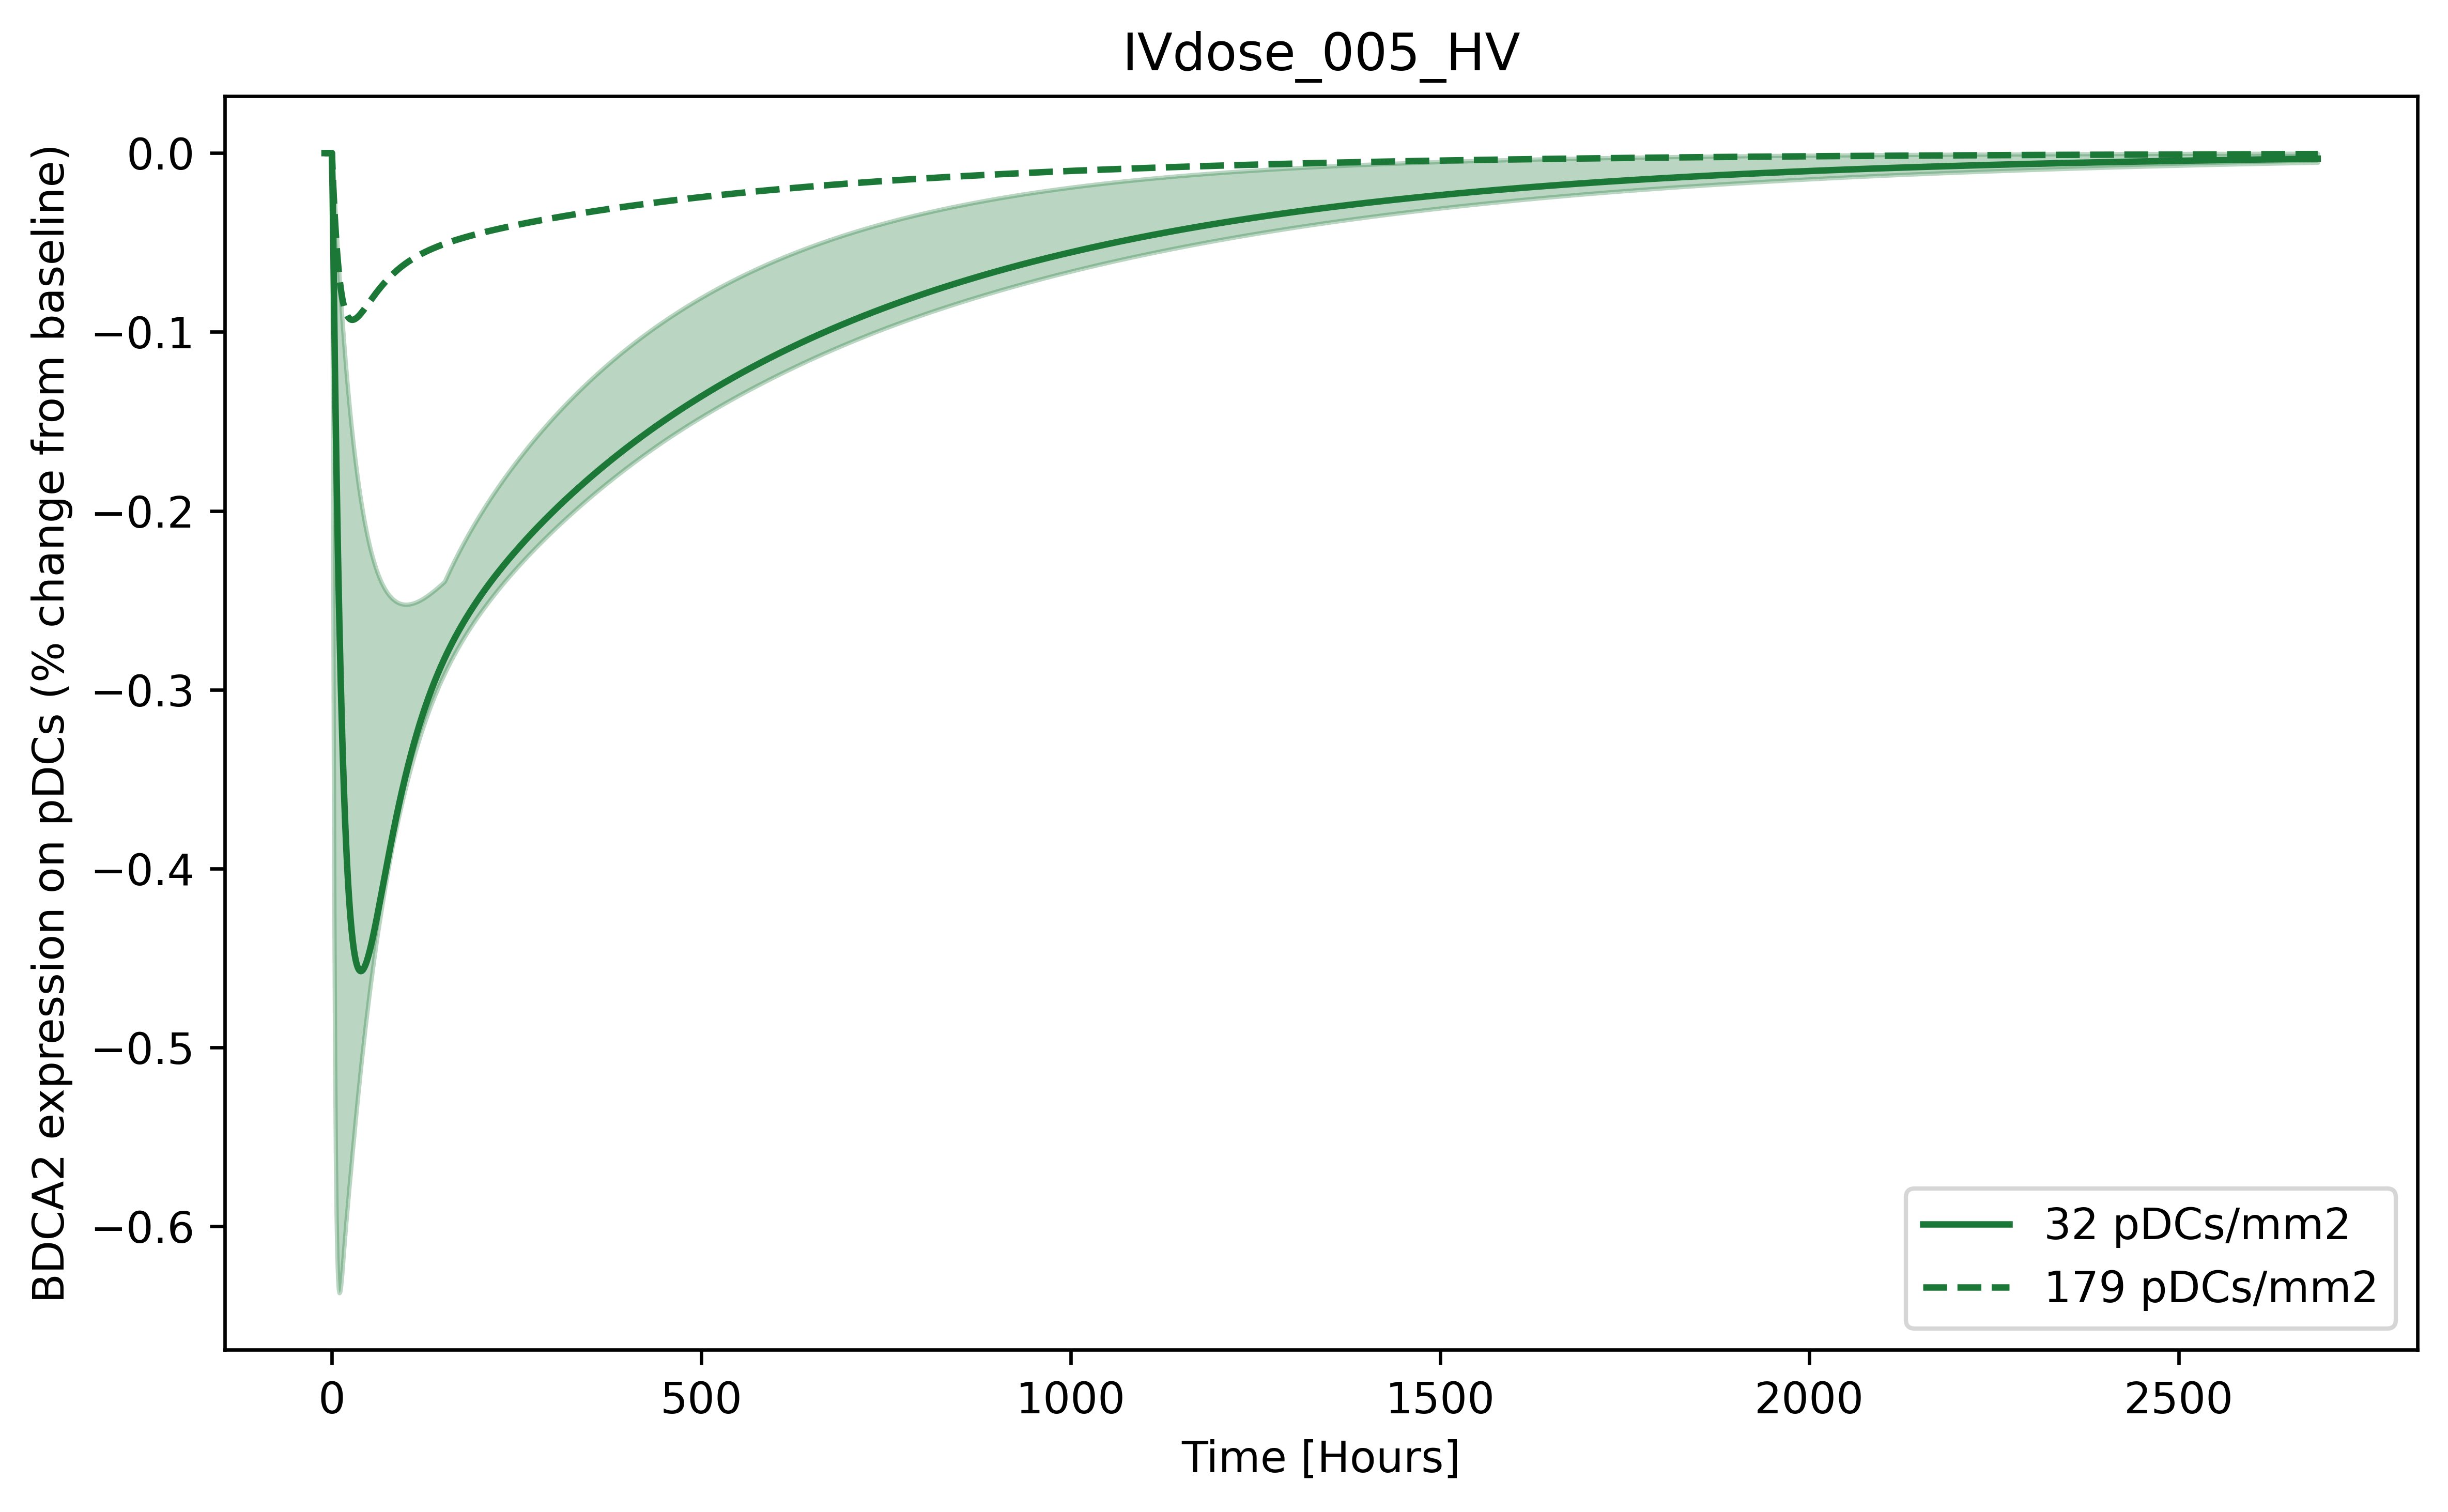 IVdose_005_HV
BDCA2 expression on pDCs (% change from baseline)
0.0
−0.1
−0.2
−0.3
−0.4
−0.5
−0.6
32 pDCs/mm2
179 pDCs/mm2
0 500 1000 1500 2000 2500
Time [Hours]